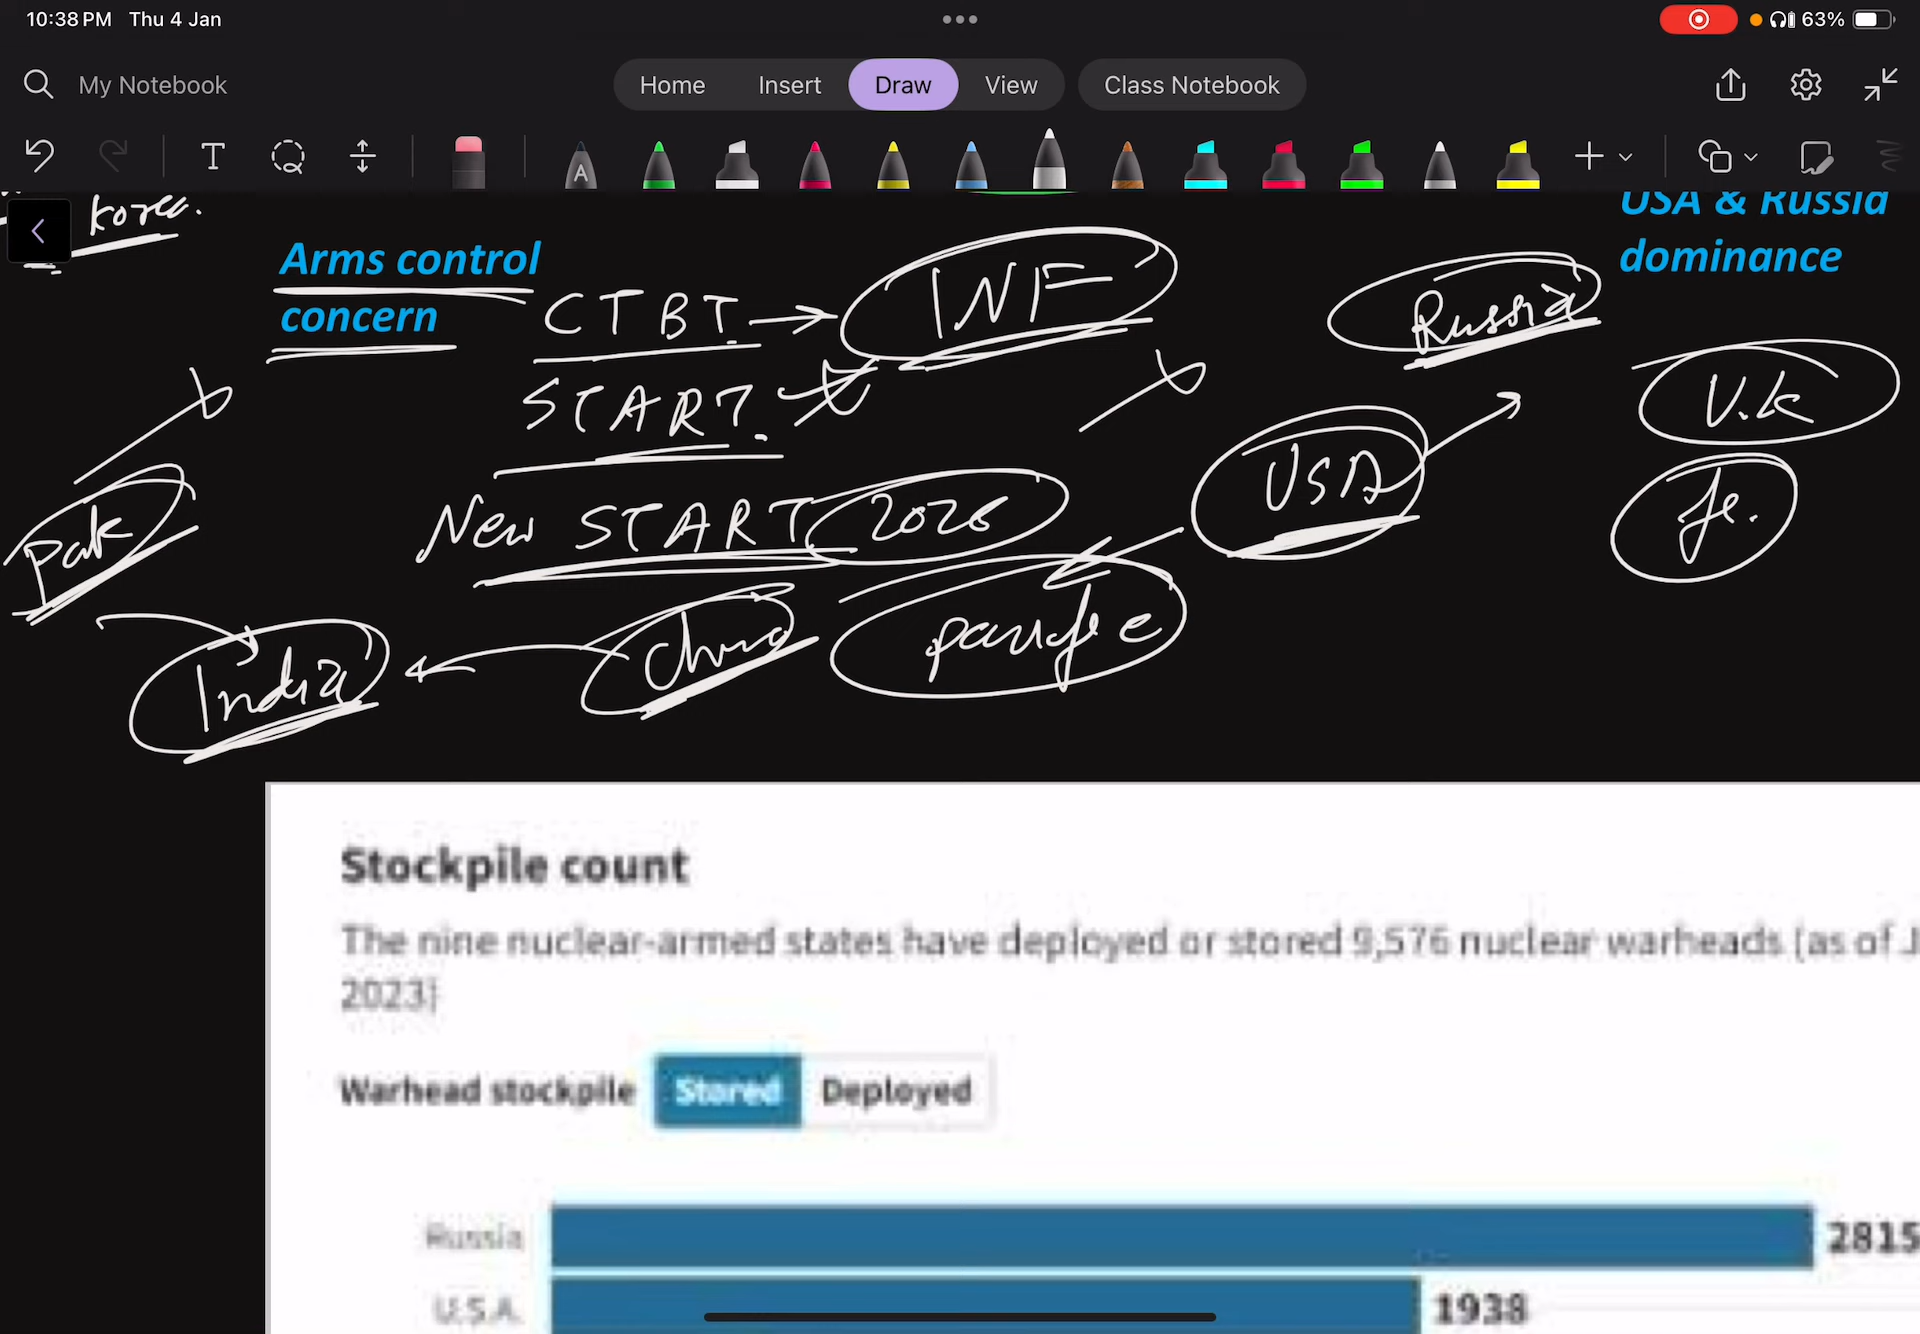 10:38 PM Thu 4 Jan
63%
My Notebook
Home Insert Draw View Class Notebook
T
A
Korea.
USA & Russia
dominance
Arms control
concern
CTBT → INF
Russia
START
U.K
New START 2026
USA
Fr.
Pak
India
China
pacific
Stockpile count
The nine nuclear-armed states have deployed or stored 9,576 nuclear warheads (as of J
2023)
Warhead stockpile Stored Deployed
Russia 2815
U.S.A. 1938